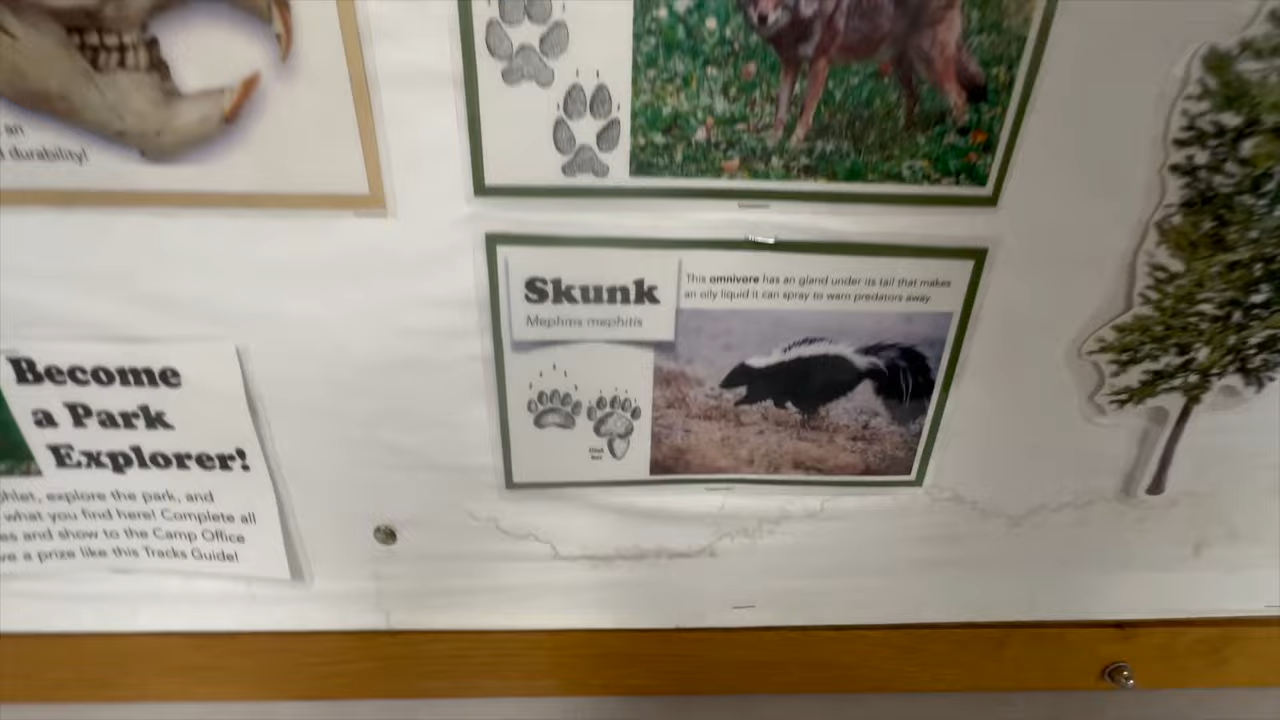 an
durability!
Skunk
Mephitis mephitis
This omnivore has an gland under its tail that makes
an oily liquid it can spray to warn predators away.
Hind
foot
Become
a Park
Explorer!
explore the park, and
what you find here! Complete all
and show to the Camp Office
a prize like this Tracks Guide!